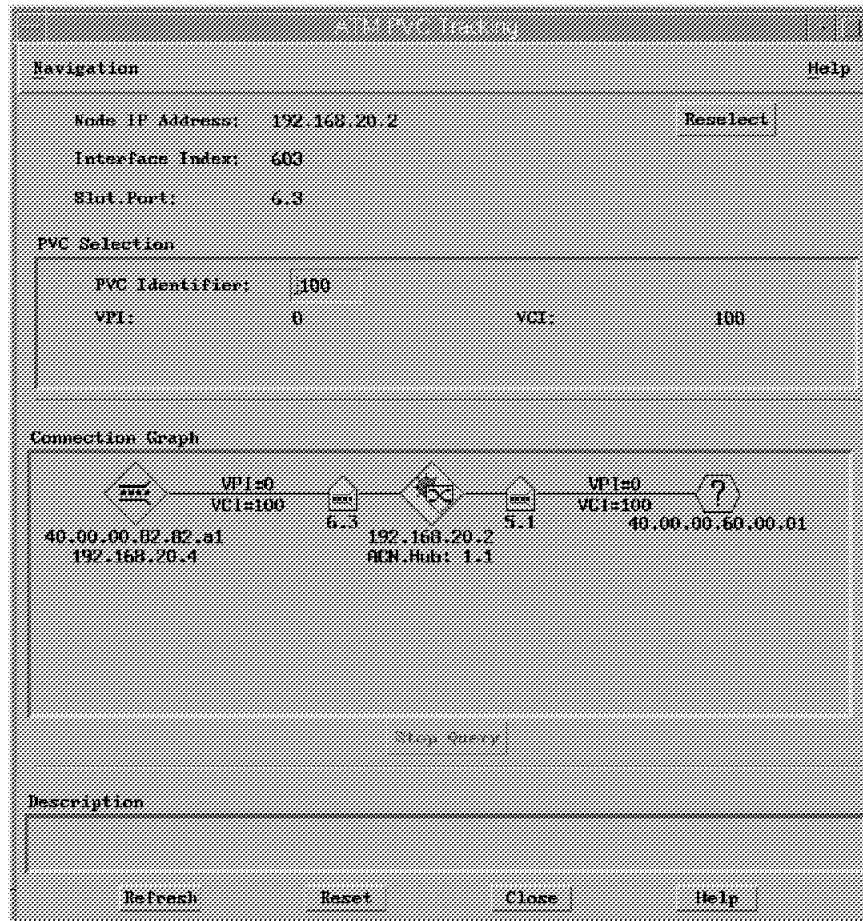 ATM PVC Tracking
Navigation Help
Node IP Address: 192.168.20.2 Reselect
Interface Index: 603
Slot.Port: 6.3
PVC Selection
PVC Identifier: 100
VPI: 0 VCI: 100
Connection Graph
VPI=0 VPI=0 ?
VCI=100 VCI=100
6.3 5.1
40.00.00.82.82.a1 192.168.20.2 40.00.00.60.00.01
192.168.20.4 ACN.Hub: 1.1
Stop Query
Description
Refresh Reset Close Help